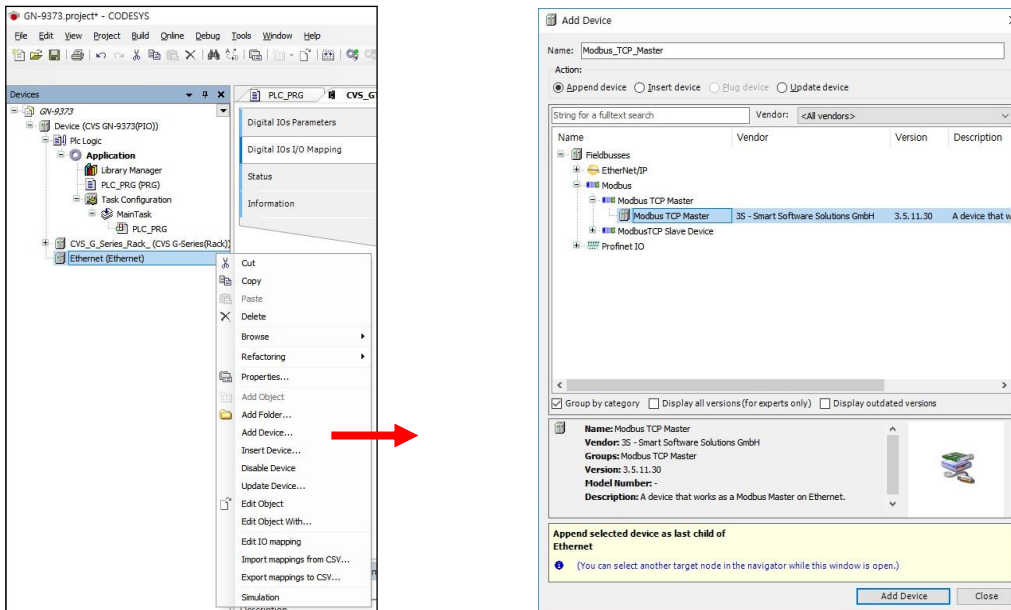 GN-9373.project* - CODESYS
File Edit View Project Build Online Debug Tools Window Help
Devices
GN-9373
Device (CVS GN-9373(PIO))
Plc Logic
Application
Library Manager
PLC_PRG (PRG)
Task Configuration
MainTask
PLC_PRG
CVS_G_Series_Rack_ (CVS G-Series(Rack))
Ethernet (Ethernet)
PLC_PRG
Digital IOs Parameters
Digital IOs I/O Mapping
Status
Information
Cut
Copy
Paste
Delete
Browse
Refactoring
Properties...
Add Object
Add Folder...
Add Device...
Insert Device...
Disable Device
Update Device...
Edit Object
Edit Object With...
Edit IO mapping
Import mappings from CSV...
Export mappings to CSV...
Simulation
Add Device
Name: Modbus_TCP_Master
Action:
Append device Insert device Plug device Update device
String for a fulltext search Vendor: <All vendors>
Name Vendor Version Description
Fieldbusses
EtherNet/IP
Modbus
Modbus TCP Master
Modbus TCP Master 3S - Smart Software Solutions GmbH 3.5.11.30 A device that w
ModbusTCP Slave Device
Profinet IO
Group by category Display all versions (for experts only) Display outdated versions
Name: Modbus TCP Master
Vendor: 3S - Smart Software Solutions GmbH
Groups: Modbus TCP Master
Version: 3.5.11.30
Model Number: -
Description: A device that works as a Modbus Master on Ethernet.
Append selected device as last child of
Ethernet
(You can select another target node in the navigator while this window is open.)
Add Device Close